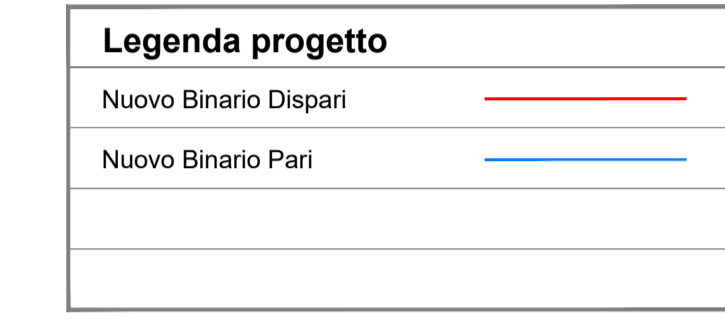 Legenda progetto
Nuovo Binario Dispari
Nuovo Binario Pari